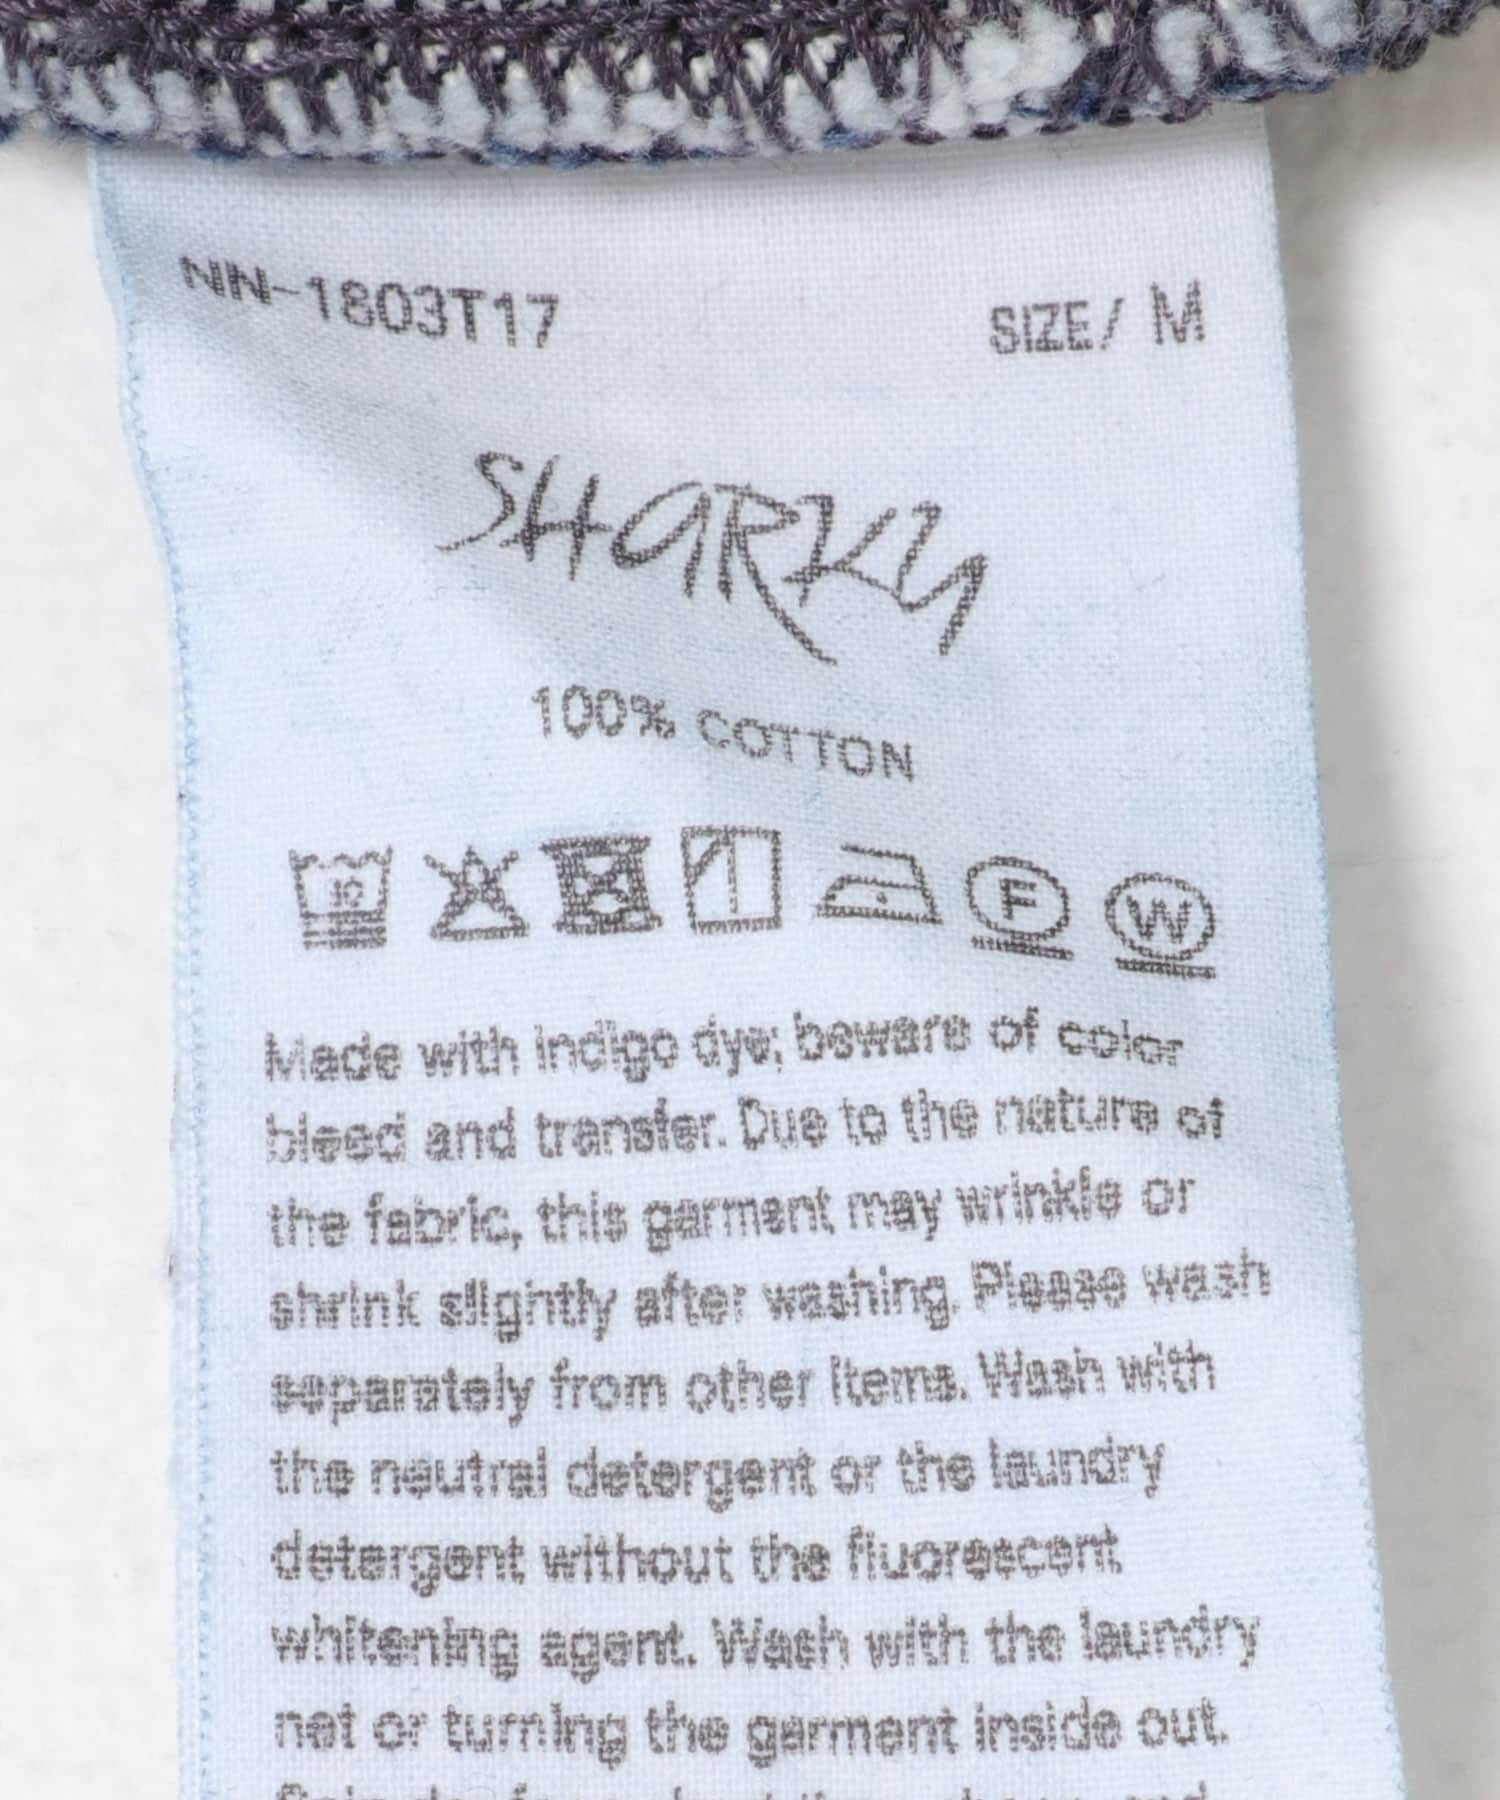 NN-1803T17
SIZE/ M
SHARKY
100% COTTON
30 F W
Made with indigo dye; beware of color
bleed and transfer. Due to the nature of
the fabric, this garment may wrinkle or
shrink slightly after washing. Please wash
separately from other items. Wash with
the neutral detergent or the laundry
detergent without the fluorescent
whitening agent. Wash with the laundry
net or turning the garment inside out.